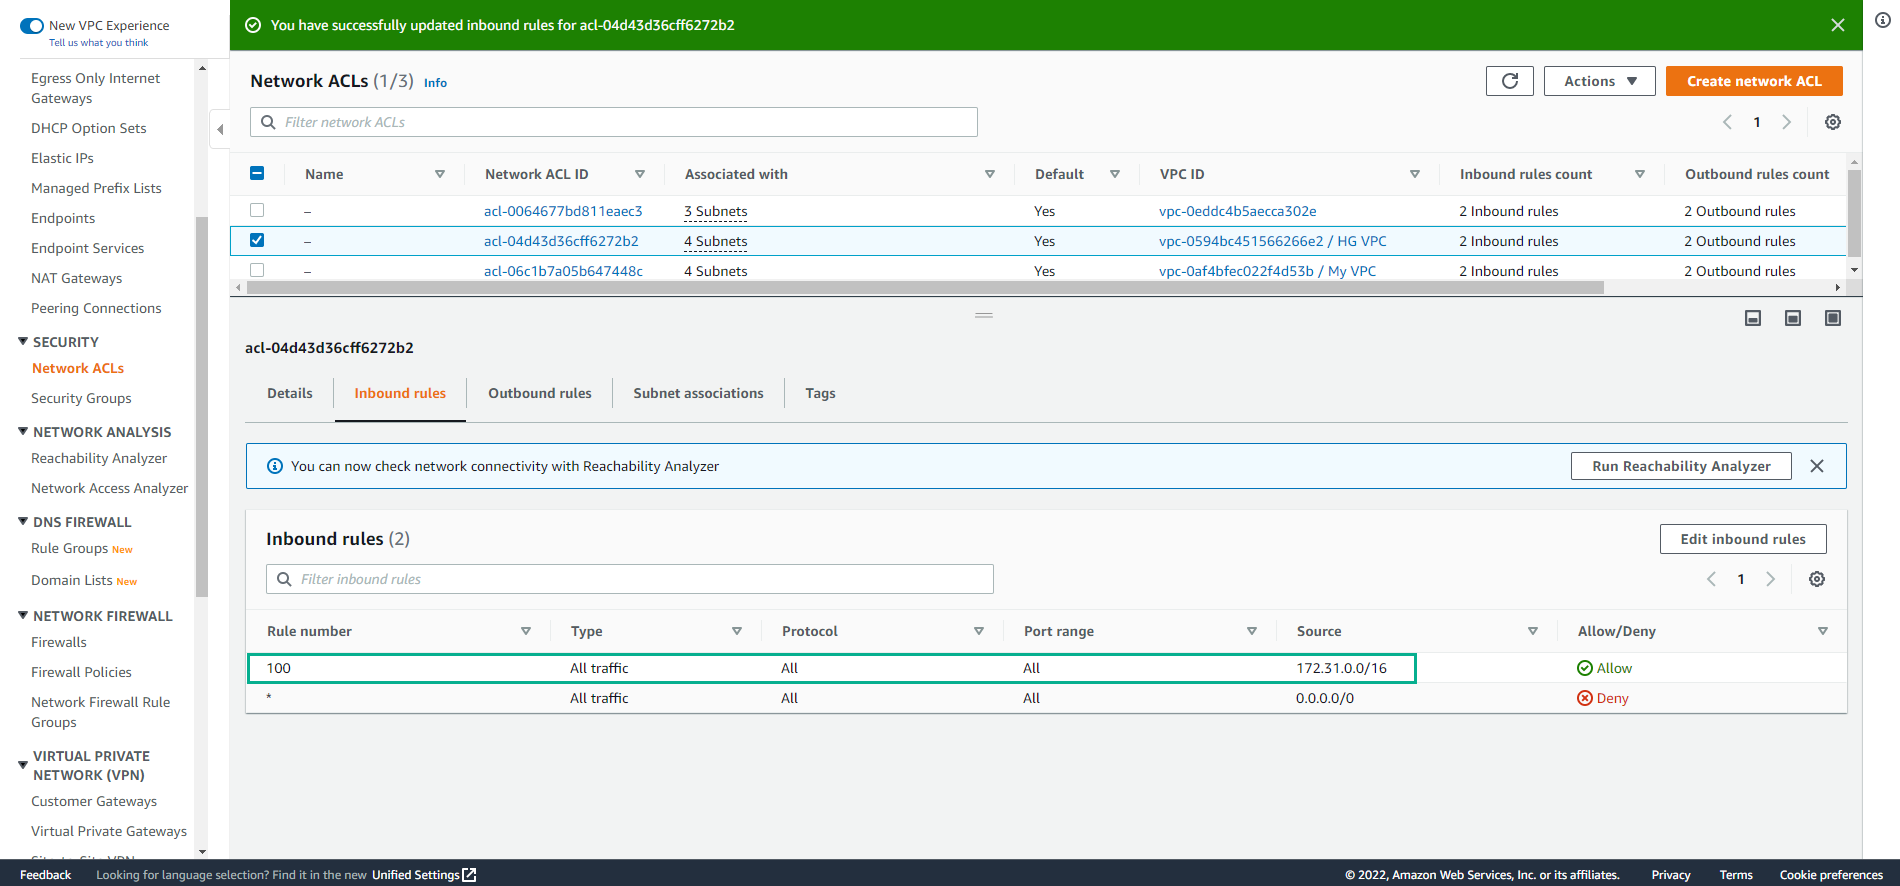 New VPC Experience
Tell us what you think
Egress Only Internet
Gateways
DHCP Option Sets
Elastic IPs
Managed Prefix Lists
Endpoints
Endpoint Services
NAT Gateways
Peering Connections
SECURITY
Network ACLs
Security Groups
NETWORK ANALYSIS
Reachability Analyzer
Network Access Analyzer
DNS FIREWALL
Rule Groups New
Domain Lists New
NETWORK FIREWALL
Firewalls
Firewall Policies
Network Firewall Rule
Groups
VIRTUAL PRIVATE
NETWORK (VPN)
Customer Gateways
Virtual Private Gateways
You have successfully updated inbound rules for acl-04d43d36cff6272b2
Network ACLs (1/3) Info
Actions
Create network ACL
Filter network ACLs
1
Name Network ACL ID Associated with Default VPC ID Inbound rules count Outbound rules count
– acl-0064677bd811eaec3 3 Subnets Yes vpc-0eddc4b5aecca302e 2 Inbound rules 2 Outbound rules
– acl-04d43d36cff6272b2 4 Subnets Yes vpc-0594bc451566266e2 / HG VPC 2 Inbound rules 2 Outbound rules
– acl-06c1b7a05b647448c 4 Subnets Yes vpc-0af4bfec022f4d53b / My VPC 2 Inbound rules 2 Outbound rules
acl-04d43d36cff6272b2
Details Inbound rules Outbound rules Subnet associations Tags
You can now check network connectivity with Reachability Analyzer
Run Reachability Analyzer
Inbound rules (2)
Edit inbound rules
Filter inbound rules
1
Rule number Type Protocol Port range Source Allow/Deny
100 All traffic All All 172.31.0.0/16 Allow
* All traffic All All 0.0.0.0/0 Deny
Feedback Looking for language selection? Find it in the new Unified Settings
© 2022, Amazon Web Services, Inc. or its affiliates. Privacy Terms Cookie preferences